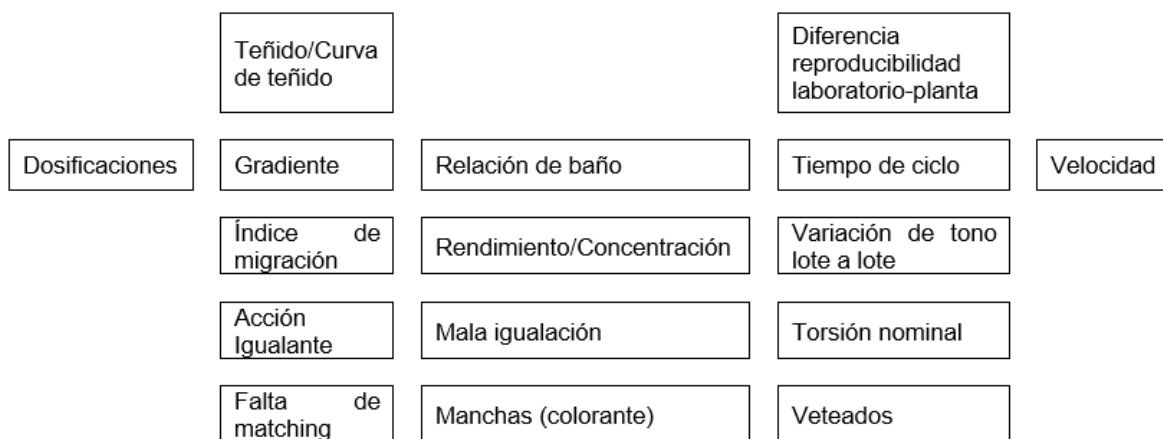 Teñido/Curva
de teñido
Diferencia
reproducibilidad
laboratorio-planta
Dosificaciones
Gradiente
Relación de baño
Tiempo de ciclo
Velocidad
Índice de
migración
Rendimiento/Concentración
Variación de tono
lote a lote
Acción
Igualante
Mala igualación
Torsión nominal
Falta de
matching
Manchas (colorante)
Veteados